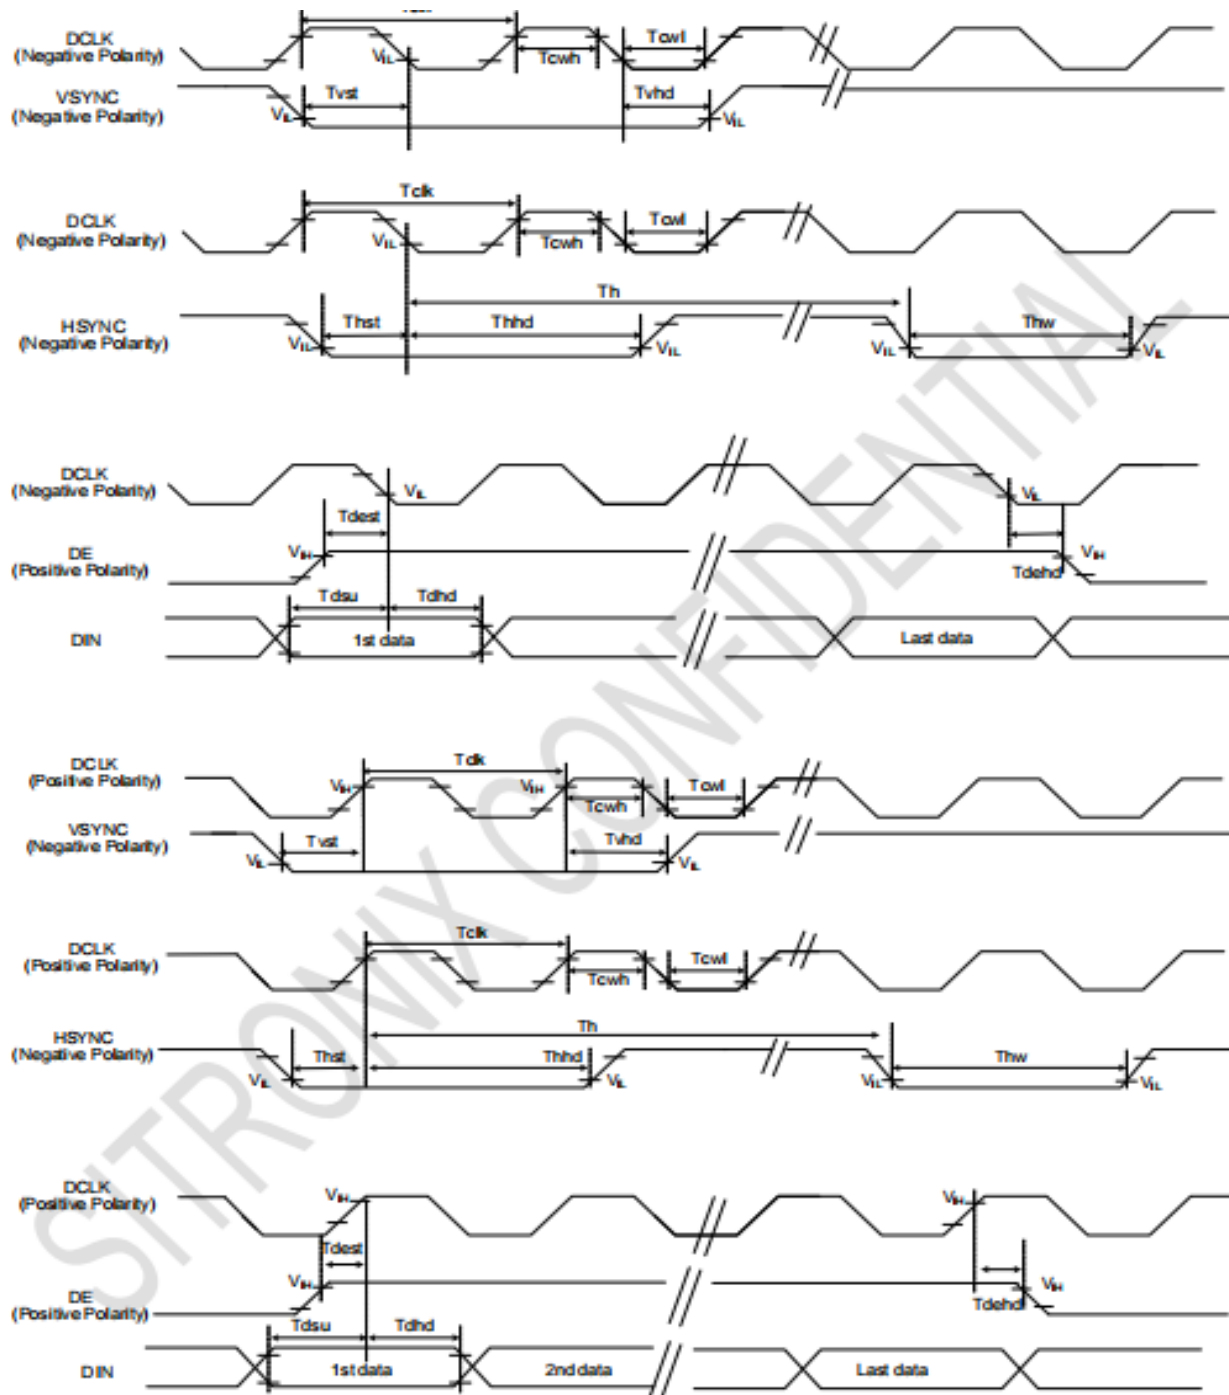 DCLK
(Negative Polarity)
VIL
Tcwh
Tcwl
VSYNC
(Negative Polarity)
VIL
Tvst
Tvhd
VIL
Tclk
DCLK
(Negative Polarity)
VIL
Tcwh
Tcwl
Th
HSYNC
(Negative Polarity)
VIL
Thst
Thhd
VIL
VIL
Thw
VIL
DCLK
(Negative Polarity)
VIL
VIL
Tdest
DE
(Positive Polarity)
VIH
VIH
Tdehd
Tdsu
Tdhd
DIN
1st data
Last data
DCLK
(Positive Polarity)
Tclk
VIH
VIH
Tcwh
Tcwl
VSYNC
(Negative Polarity)
VIL
Tvst
Tvhd
VIL
DCLK
(Positive Polarity)
Tclk
Tcwh
Tcwl
Th
HSYNC
(Negative Polarity)
VIL
Thst
Thhd
VIL
VIL
Thw
VIL
DCLK
(Positive Polarity)
VIH
VIH
Tdest
DE
(Positive Polarity)
VIH
VIH
Tdehd
Tdsu
Tdhd
DIN
1st data
2nd data
Last data
SITRONIX CONFIDENTIAL